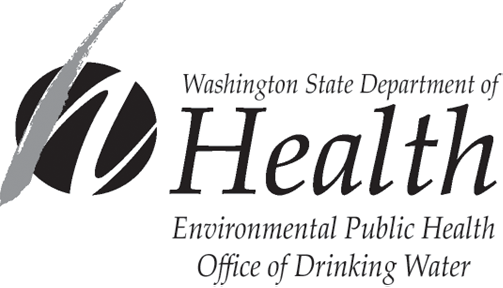 Washington State Department of
Health
Environmental Public Health
Office of Drinking Water